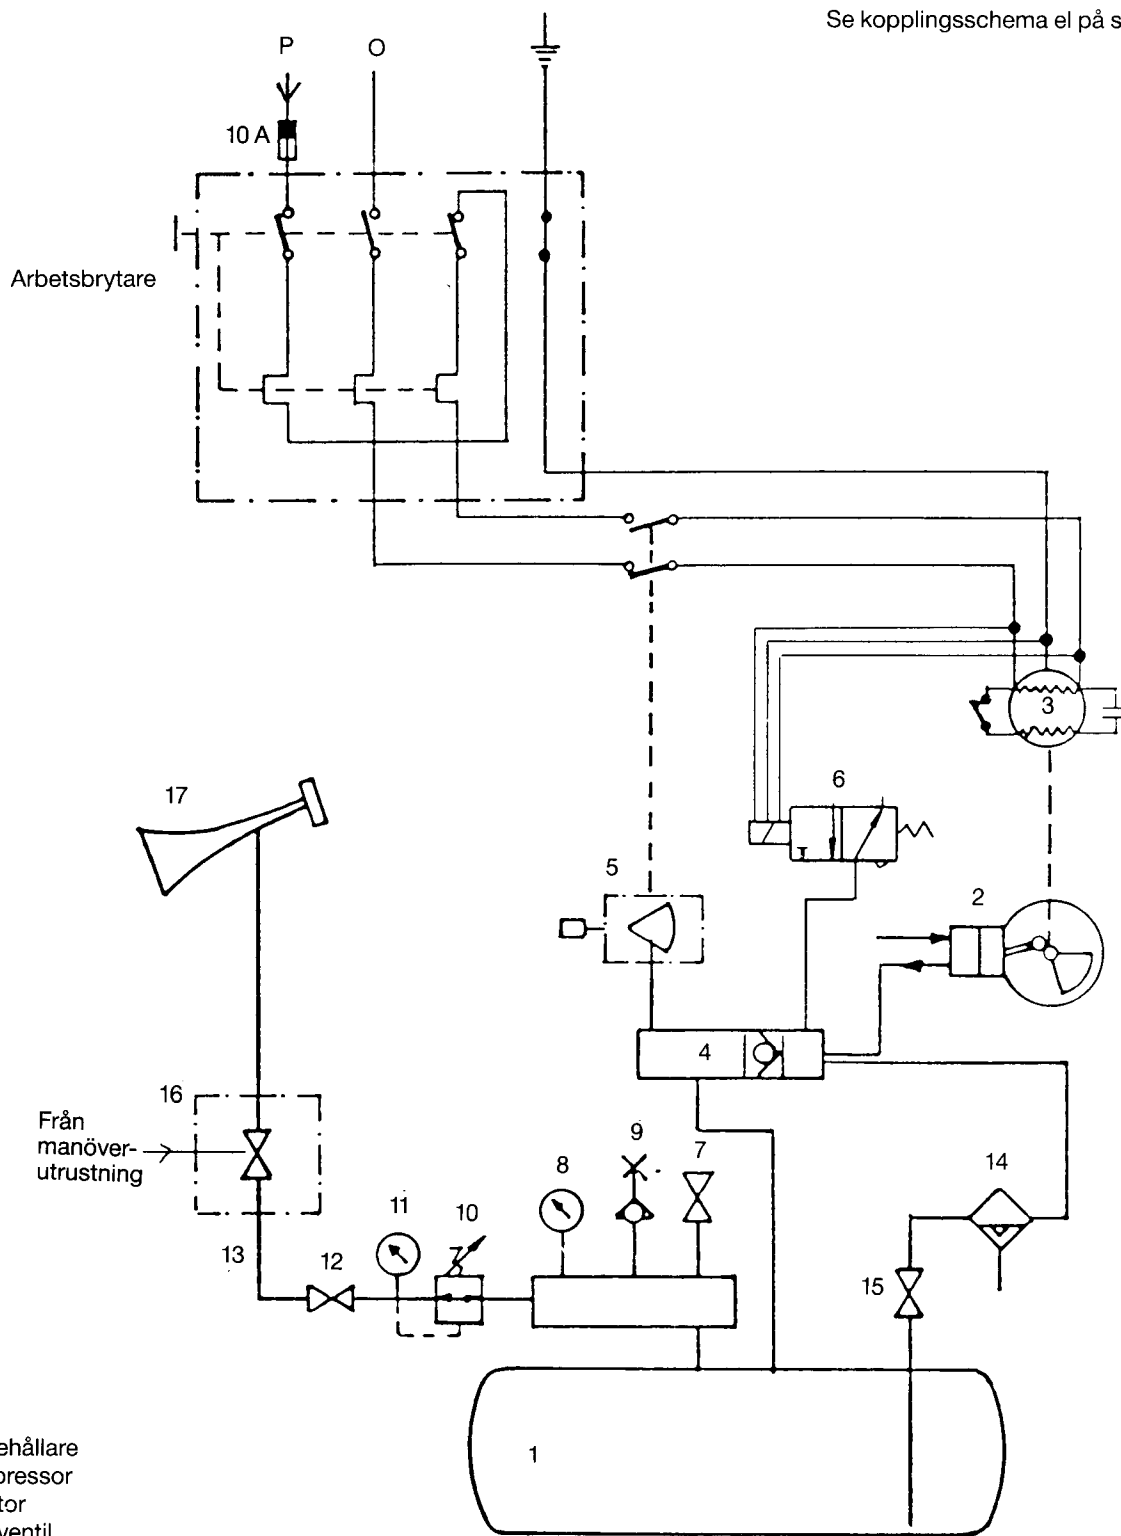 Se kopplingsschema el på s
P
O
10 A
Arbetsbrytare
3
6
17
5
2
4
16
Från
manöver-
utrustning
9
7
8
14
11
10
13
12
15
1
ehållare
pressor
tor
ventil